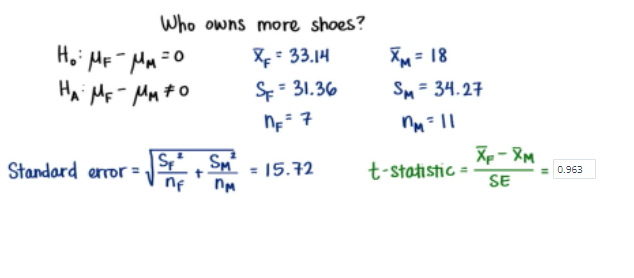 Who owns more shoes?
H₀: μF - μM = 0 x̄F = 33.14 x̄M = 18
HA: μF - μM ≠ 0 SF = 31.36 SM = 34.27
nF = 7 nM = 11
Standard error = √(SF²/nF + SM²/nM) = 15.72 t-statistic = (x̄F - x̄M)/SE = 0.963